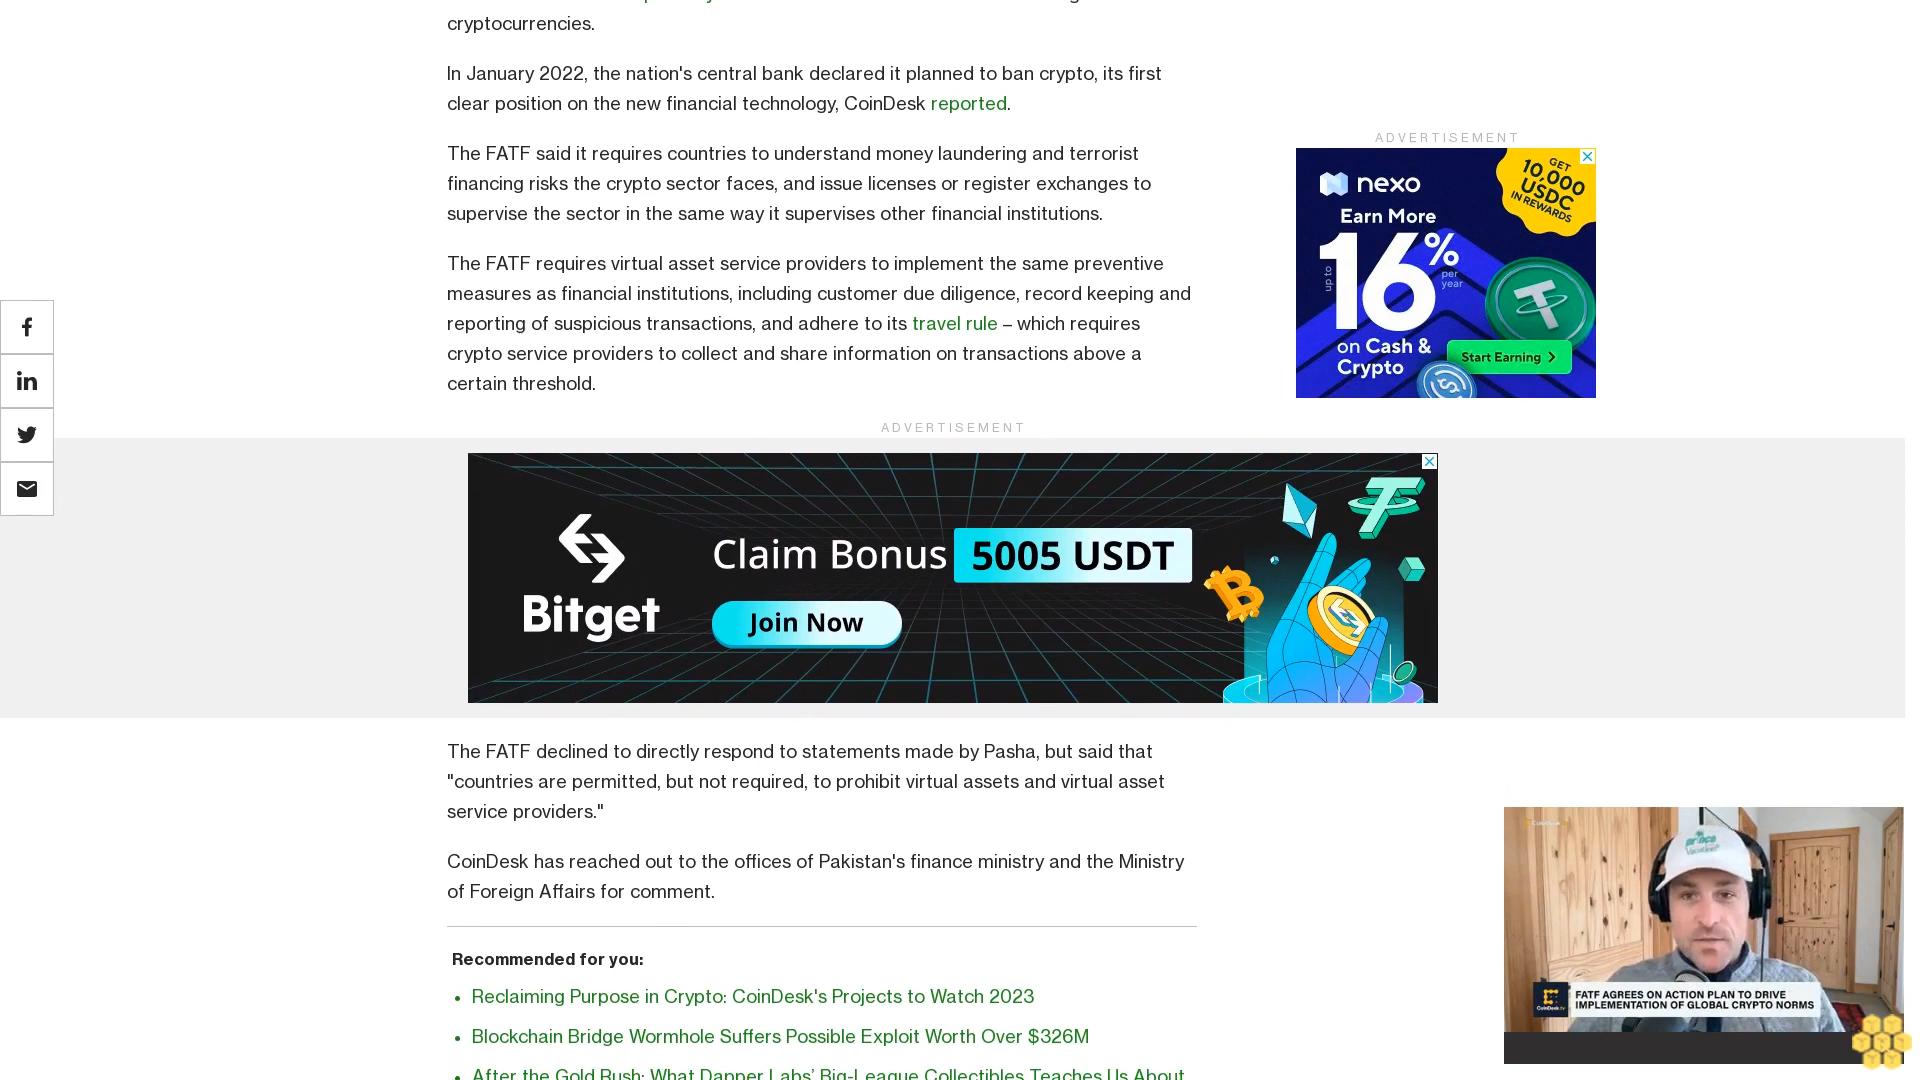 cryptocurrencies.
In January 2022, the nation's central bank declared it planned to ban crypto, its first
clear position on the new financial technology, CoinDesk reported.
The FATF said it requires countries to understand money laundering and terrorist
financing risks the crypto sector faces, and issue licenses or register exchanges to
supervise the sector in the same way it supervises other financial institutions.
The FATF requires virtual asset service providers to implement the same preventive
measures as financial institutions, including customer due diligence, record keeping and
reporting of suspicious transactions, and adhere to its travel rule – which requires
crypto service providers to collect and share information on transactions above a
certain threshold.
ADVERTISEMENT
nexo
GET
10,000
USDC
IN REWARDS
Earn More
up to
16%
per
year
on Cash &
Crypto
Start Earning
ADVERTISEMENT
Bitget
Claim Bonus 5005 USDT
Join Now
The FATF declined to directly respond to statements made by Pasha, but said that
"countries are permitted, but not required, to prohibit virtual assets and virtual asset
service providers."
CoinDesk has reached out to the offices of Pakistan's finance ministry and the Ministry
of Foreign Affairs for comment.
Recommended for you:
• Reclaiming Purpose in Crypto: CoinDesk's Projects to Watch 2023
• Blockchain Bridge Wormhole Suffers Possible Exploit Worth Over $326M
• After the Gold Rush: What Dapper Labs’ Big-League Collectibles Teaches Us About
prince
FATF AGREES ON ACTION PLAN TO DRIVE
IMPLEMENTATION OF GLOBAL CRYPTO NORMS